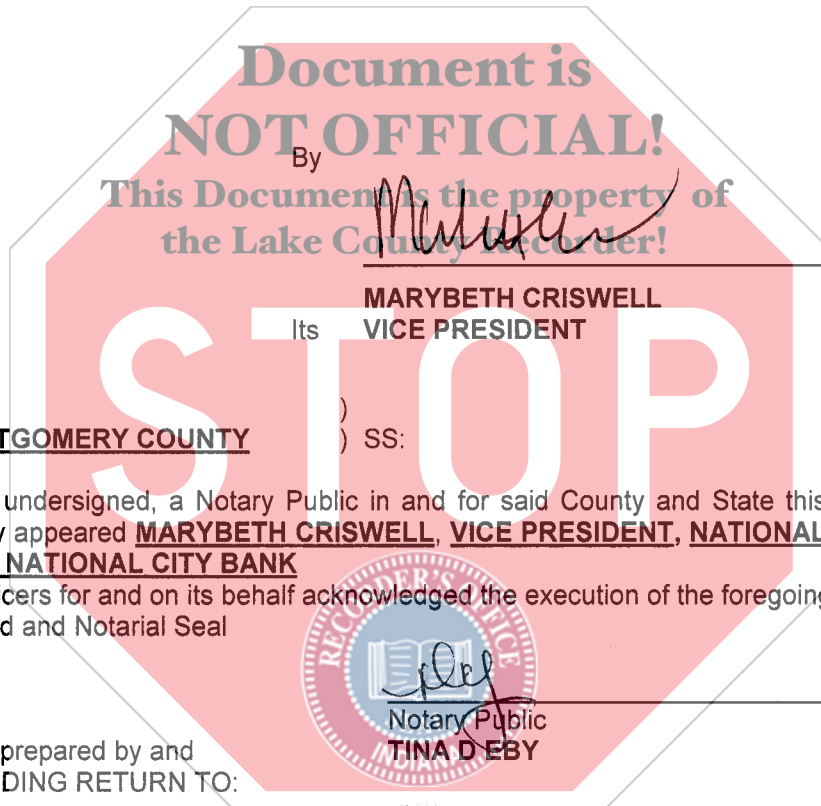 Document is
NOT OFFICIAL!
By
This Document is the property of
the Lake County Recorder!
MARYBETH CRISWELL
Its VICE PRESIDENT
STOP
)
TGOMERY COUNTY ) SS:
undersigned, a Notary Public in and for said County and State this
y appeared MARYBETH CRISWELL, VICE PRESIDENT, NATIONAL
NATIONAL CITY BANK
cers for and on its behalf acknowledged the execution of the foregoing
d and Notarial Seal
RECORDER'S OFFICE
Notary Public
prepared by and TINA D EBY
INDIANA
DING RETURN TO: